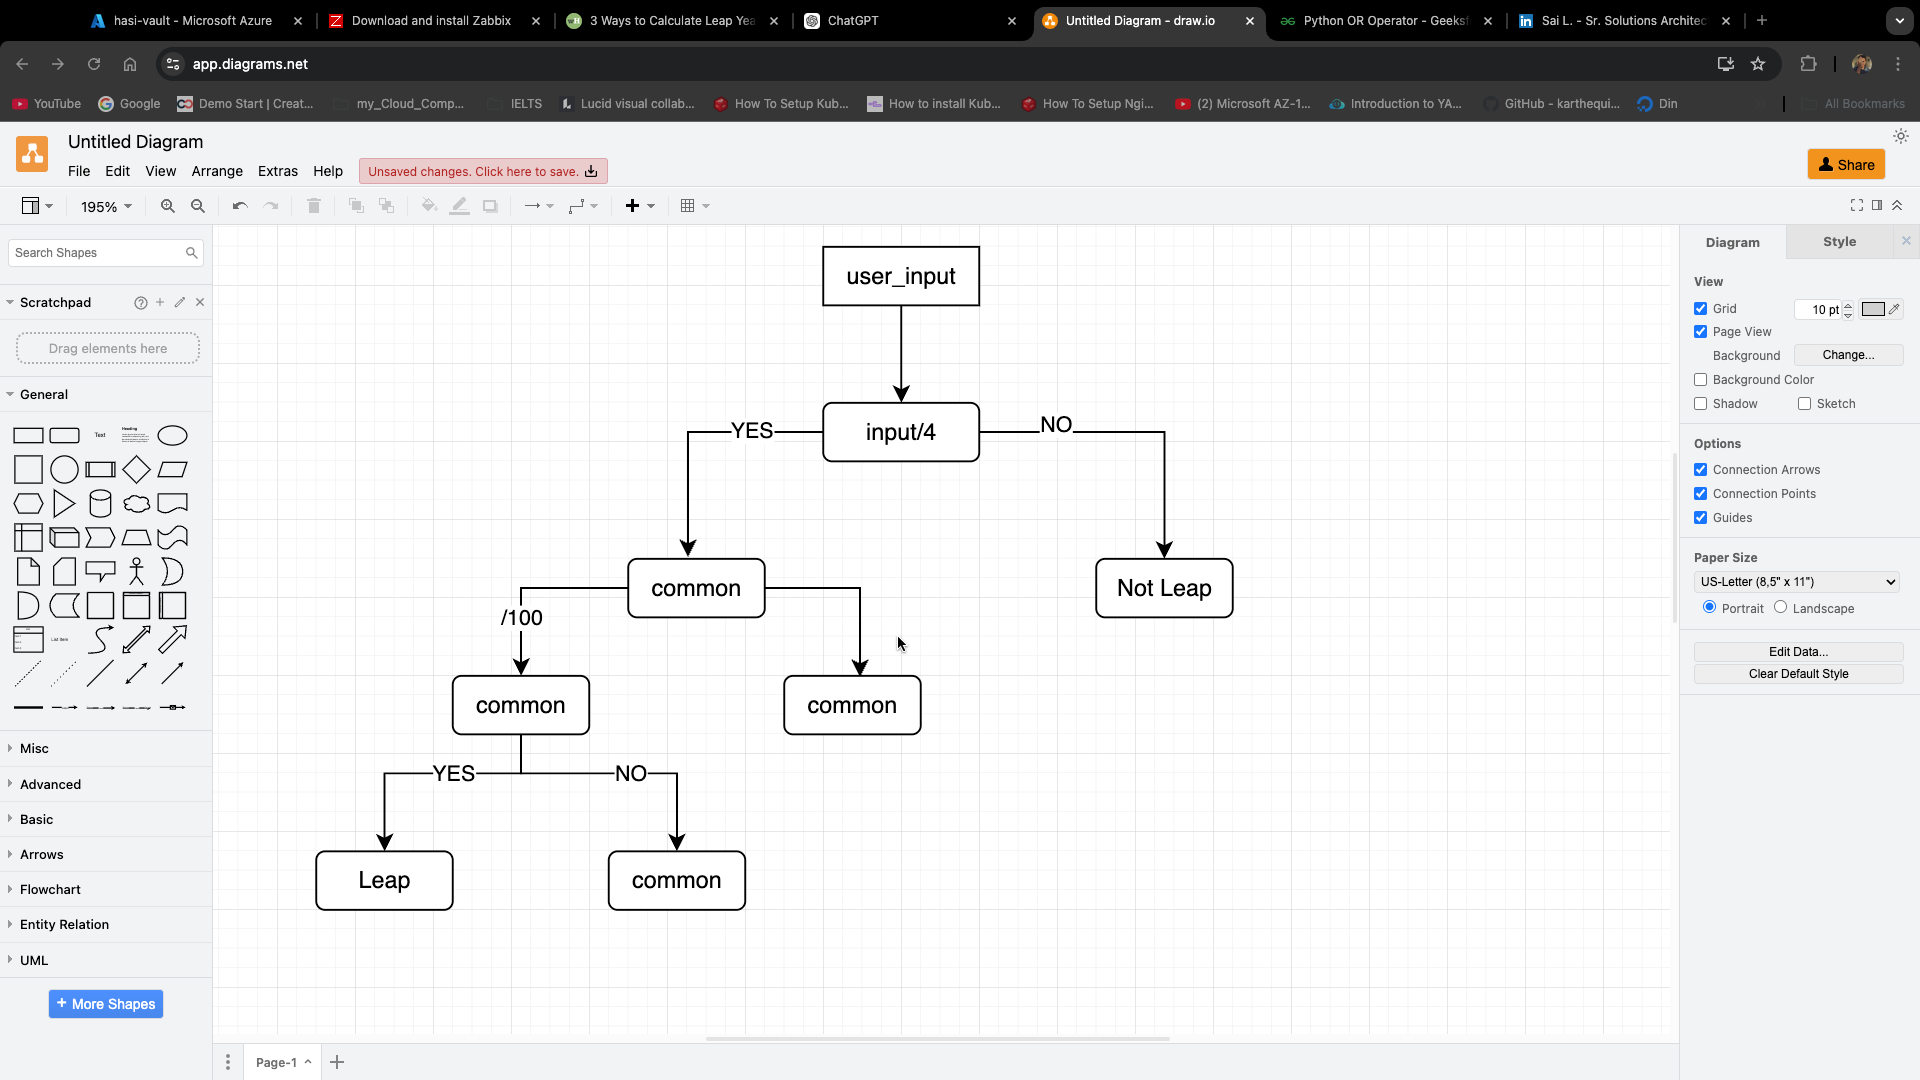 hasi-vault - Microsoft Azure
Download and install Zabbix
3 Ways to Calculate Leap Yea
ChatGPT
Untitled Diagram - draw.io
Python OR Operator - Geeksf
Sai L. - Sr. Solutions Architec
app.diagrams.net
YouTube
Google
Demo Start | Creat...
my_Cloud_Comp...
IELTS
Lucid visual collab...
How To Setup Kub...
How to install Kub...
How To Setup Ngi...
(2) Microsoft AZ-1...
Introduction to YA...
GitHub - karthequi...
Din
All Bookmarks
Untitled Diagram
File
Edit
View
Arrange
Extras
Help
Unsaved changes. Click here to save.
Share
195%
Search Shapes
Scratchpad
Drag elements here
General
Text
Heading
List Item
Misc
Advanced
Basic
Arrows
Flowchart
Entity Relation
UML
+ More Shapes
user_input
input/4
YES
NO
common
Not Leap
/100
common
common
YES
NO
Leap
common
Page-1
Diagram
Style
View
Grid
10 pt
Page View
Background
Change...
Background Color
Shadow
Sketch
Options
Connection Arrows
Connection Points
Guides
Paper Size
US-Letter (8,5" x 11")
Portrait
Landscape
Edit Data...
Clear Default Style